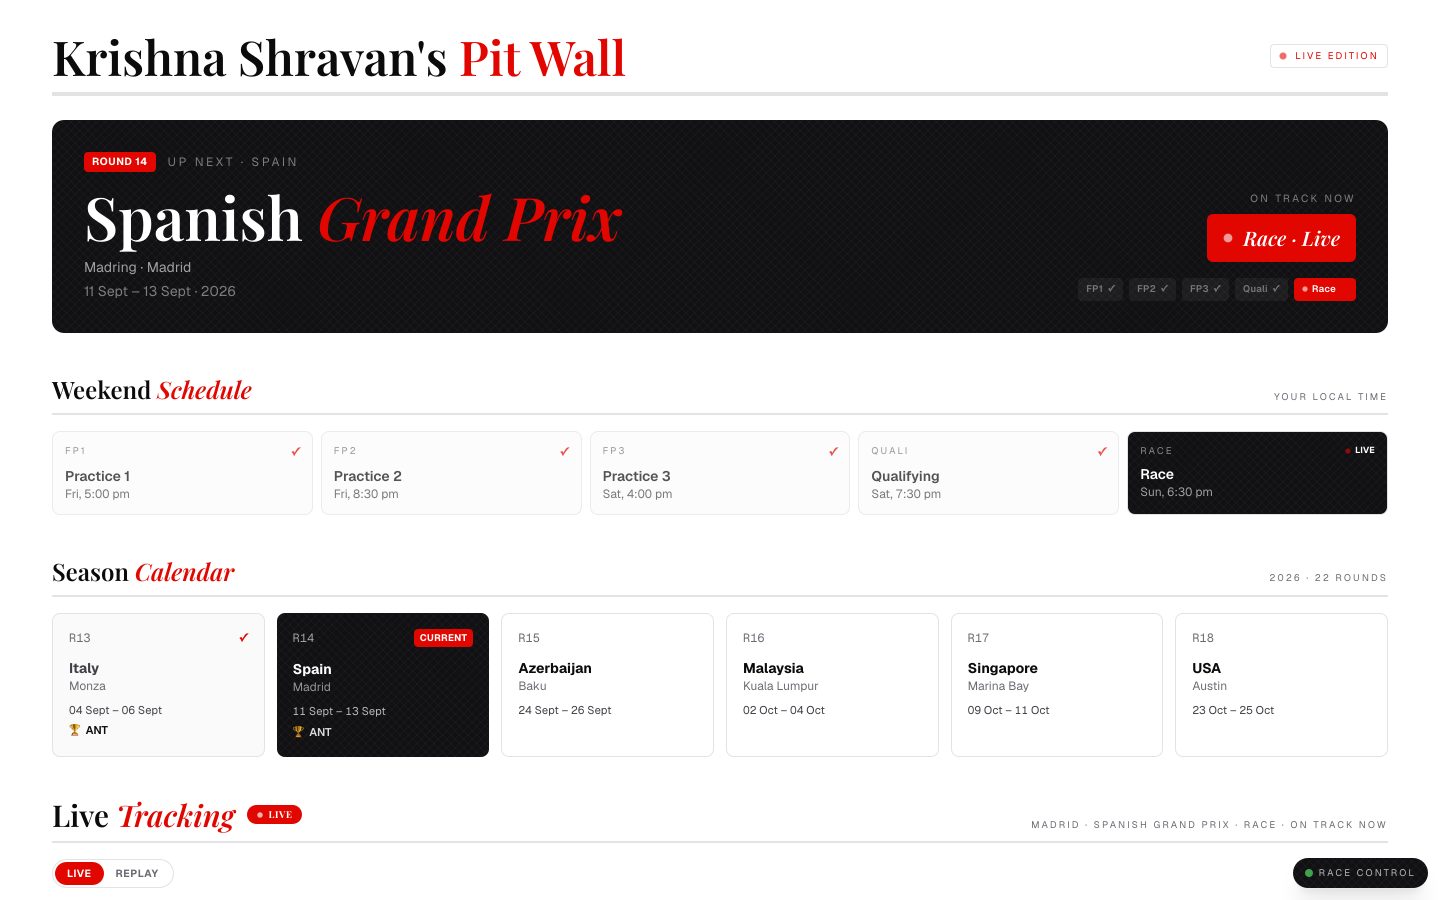 Krishna Shravan's Pit Wall
LIVE EDITION
ROUND 14
UP NEXT · SPAIN
Spanish Grand Prix
Madring · Madrid
11 Sept – 13 Sept · 2026
ON TRACK NOW
Race · Live
FP1 ✓ FP2 ✓ FP3 ✓ Quali ✓ Race
Weekend Schedule
YOUR LOCAL TIME
FP1 ✓
Practice 1
Fri, 5:00 pm
FP2 ✓
Practice 2
Fri, 8:30 pm
FP3 ✓
Practice 3
Sat, 4:00 pm
QUALI ✓
Qualifying
Sat, 7:30 pm
RACE LIVE
Race
Sun, 6:30 pm
Season Calendar
2026 · 22 ROUNDS
R13 ✓
Italy
Monza
04 Sept – 06 Sept
🏆 ANT
R14 CURRENT
Spain
Madrid
11 Sept – 13 Sept
🏆 ANT
R15
Azerbaijan
Baku
24 Sept – 26 Sept
R16
Malaysia
Kuala Lumpur
02 Oct – 04 Oct
R17
Singapore
Marina Bay
09 Oct – 11 Oct
R18
USA
Austin
23 Oct – 25 Oct
Live Tracking LIVE
MADRID · SPANISH GRAND PRIX · RACE · ON TRACK NOW
LIVE REPLAY
RACE CONTROL